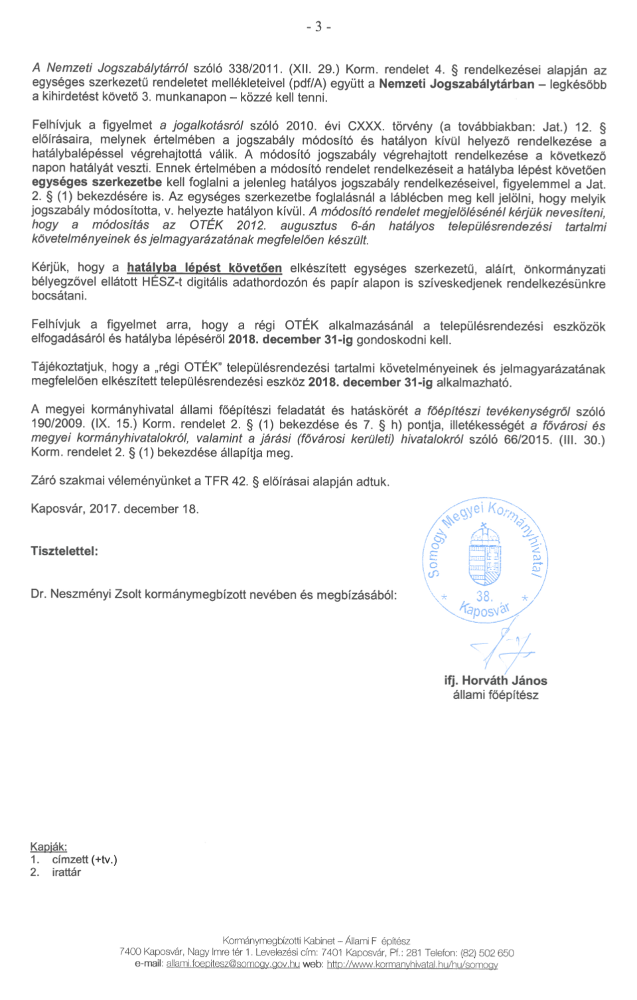 - 3 -
A Nemzeti Jogszabálytárról szóló 338/2011. (XII. 29.) Korm. rendelet 4. § rendelkezései alapján az
egységes szerkezetű rendeletet mellékleteivel (pdf/A) együtt a Nemzeti Jogszabálytárban – legkésőbb
a kihirdetést követő 3. munkanapon – közzé kell tenni.
Felhívjuk a figyelmet a jogalkotásról szóló 2010. évi CXXX. törvény (a továbbiakban: Jat.) 12. §
előírásaira, melynek értelmében a jogszabály módosító és hatályon kívül helyező rendelkezése a
hatálybalépéssel végrehajtottá válik. A módosító jogszabály végrehajtott rendelkezése a következő
napon hatályát veszti. Ennek értelmében a módosító rendelet rendelkezéseit a hatályba lépést követően
egységes szerkezetbe kell foglalni a jelenleg hatályos jogszabály rendelkezéseivel, figyelemmel a Jat.
2. § (1) bekezdésére is. Az egységes szerkezetbe foglalásnál a láblécben meg kell jelölni, hogy melyik
jogszabály módosította, v. helyezte hatályon kívül. A módosító rendelet megjelölésénél kérjük nevesíteni,
hogy a módosítás az OTÉK 2012. augusztus 6-án hatályos településrendezési tartalmi
követelményeinek és jelmagyarázatának megfelelően készült.
Kérjük, hogy a hatályba lépést követően elkészített egységes szerkezetű, aláírt, önkormányzati
bélyegzővel ellátott HÉSZ-t digitális adathordozón és papír alapon is szíveskedjenek rendelkezésünkre
bocsátani.
Felhívjuk a figyelmet arra, hogy a régi OTÉK alkalmazásánál a településrendezési eszközök
elfogadásáról és hatályba lépéséről 2018. december 31-ig gondoskodni kell.
Tájékoztatjuk, hogy a „régi OTÉK” településrendezési tartalmi követelményeinek és jelmagyarázatának
megfelelően elkészített településrendezési eszköz 2018. december 31-ig alkalmazható.
A megyei kormányhivatal állami főépítészi feladatát és hatáskörét a főépítészi tevékenységről szóló
190/2009. (IX. 15.) Korm. rendelet 2. § (1) bekezdése és 7. § h) pontja, illetékességét a fővárosi és
megyei kormányhivatalokról, valamint a járási (fővárosi kerületi) hivatalokról szóló 66/2015. (III. 30.)
Korm. rendelet 2. § (1) bekezdése állapítja meg.
Záró szakmai véleményünket a TFR 42. § előírásai alapján adtuk.
Kaposvár, 2017. december 18.
Somogy Megyei Kormányhivatal
38.
* Kaposvár *
Tisztelettel:
Dr. Neszményi Zsolt kormánymegbízott nevében és megbízásából:
ifj. Horváth János
állami főépítész
Kapják:
1. címzett (+tv.)
2. irattár
Kormánymegbízotti Kabinet – Állami F építész
7400 Kaposvár, Nagy Imre tér 1. Levelezési cím: 7401 Kaposvár, Pf.: 281 Telefon: (82) 502 650
e-mail: allami.foepitesz@somogy.gov.hu web: http://www.kormanyhivatal.hu/hu/somogy